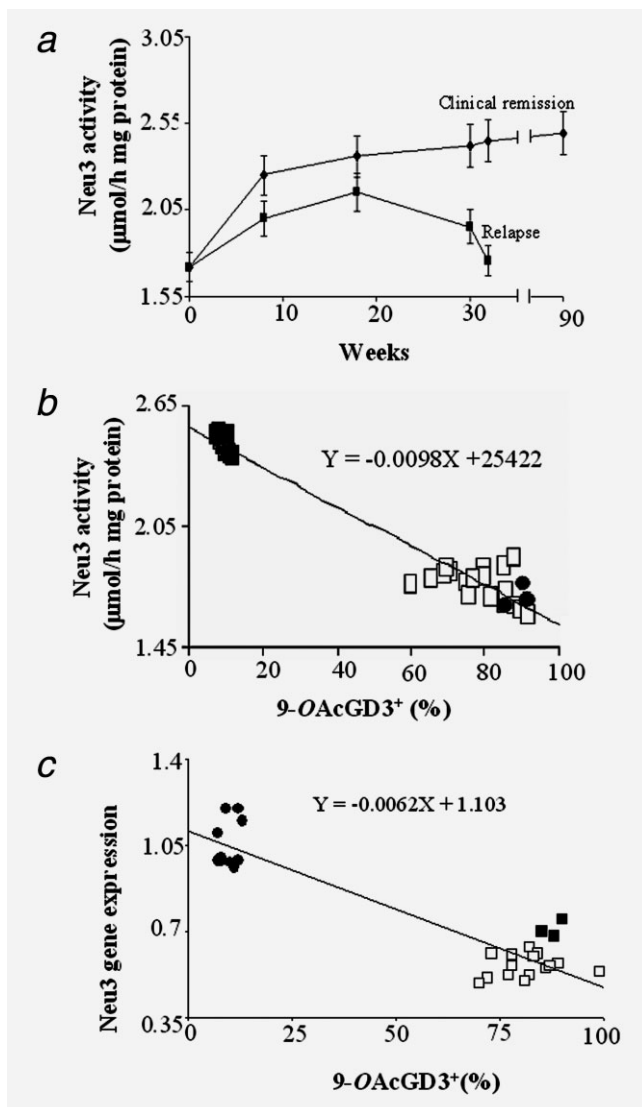 a
Neu3 activity
(µmol/h mg protein)
3.05
2.55
2.05
1.55
Clinical remission
Relapse
0 10 20 30 90
Weeks
b
Neu3 activity
(µmol/h mg protein)
2.65
2.05
1.45
Y = -0.0098X +25422
0 20 40 60 80 100
9-OAcGD3+ (%)
c
Neu3 gene expression
1.4
1.05
0.7
0.35
Y = -0.0062X + 1.103
0 25 50 75 100
9-OAcGD3+(%)